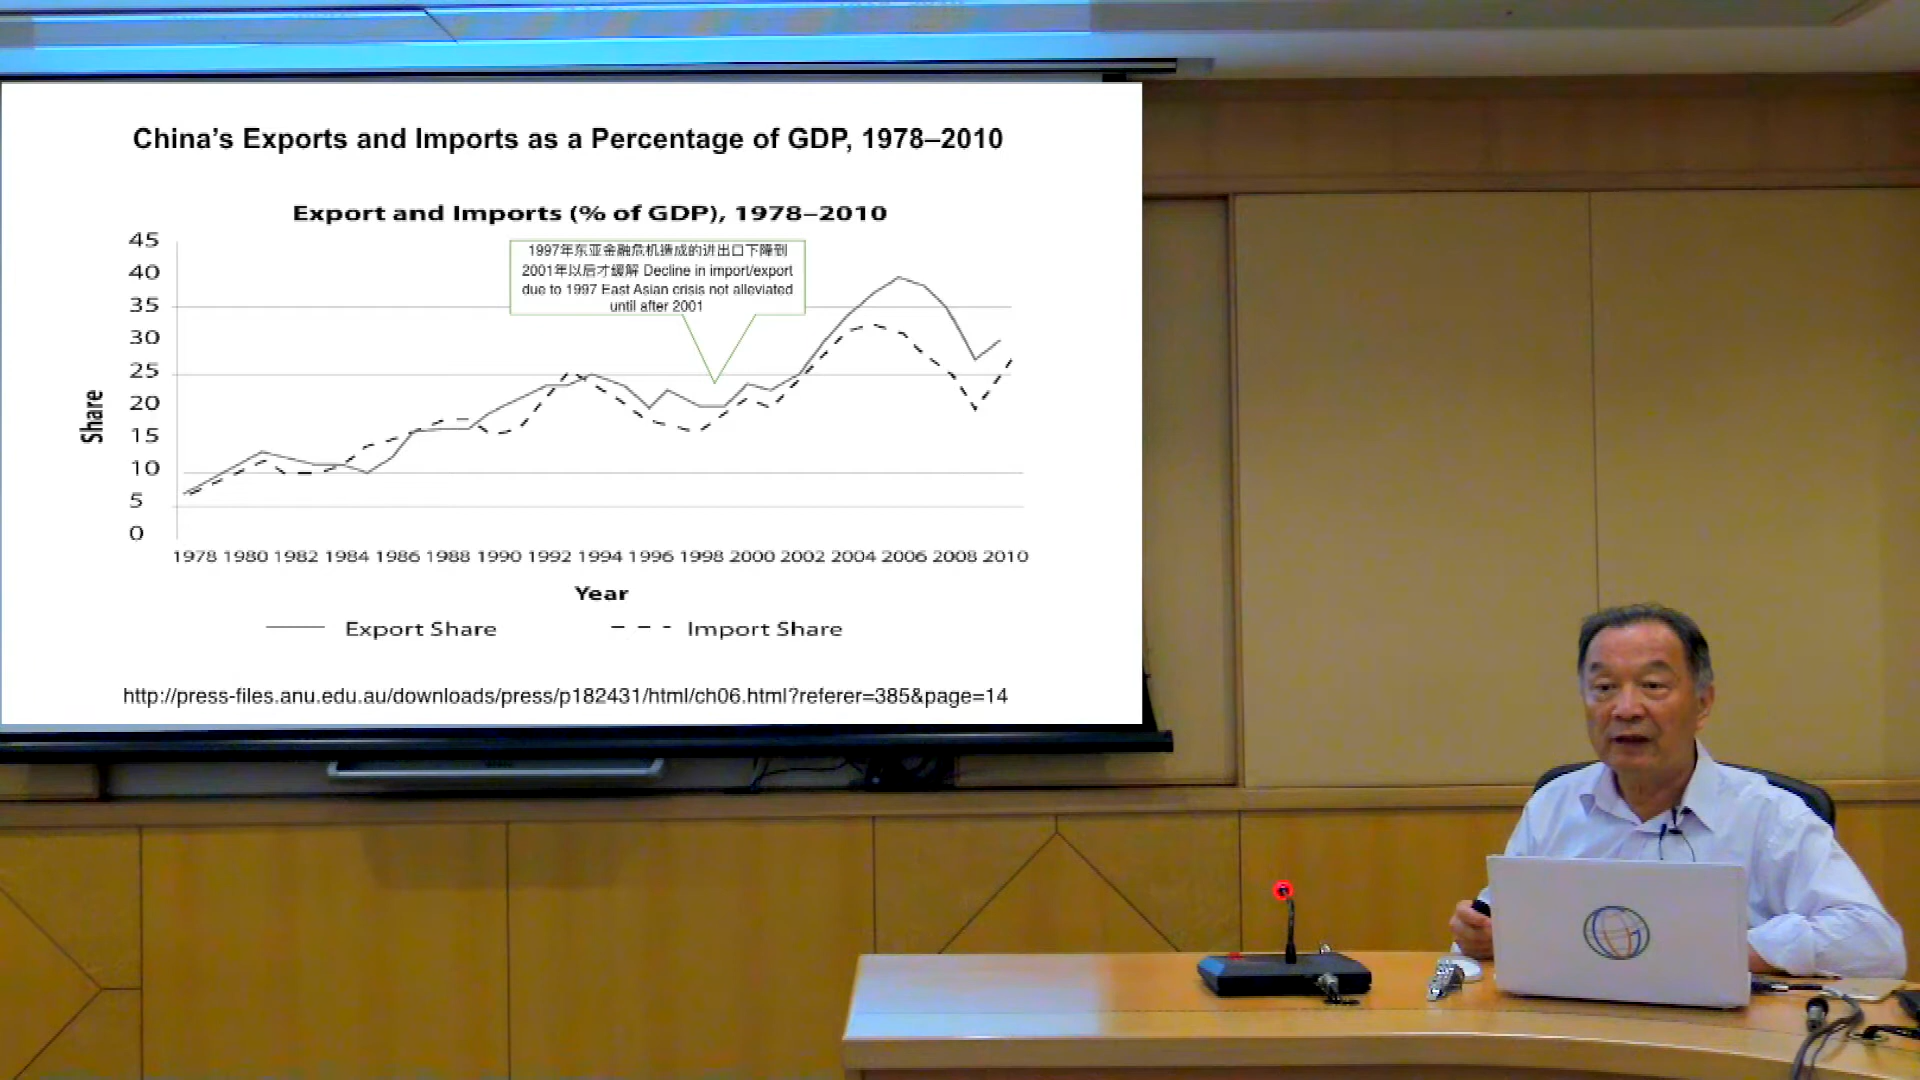 China's Exports and Imports as a Percentage of GDP, 1978–2010
Export and Imports (% of GDP), 1978–2010
1997年东亚金融危机造成的进出口下降到
2001年以后才缓解 Decline in import/export
due to 1997 East Asian crisis not alleviated
until after 2001
45
40
35
30
25
20
15
10
5
0
Share
1978 1980 1982 1984 1986 1988 1990 1992 1994 1996 1998 2000 2002 2004 2006 2008 2010
Year
Export Share
Import Share
http://press-files.anu.edu.au/downloads/press/p182431/html/ch06.html?referer=385&page=14